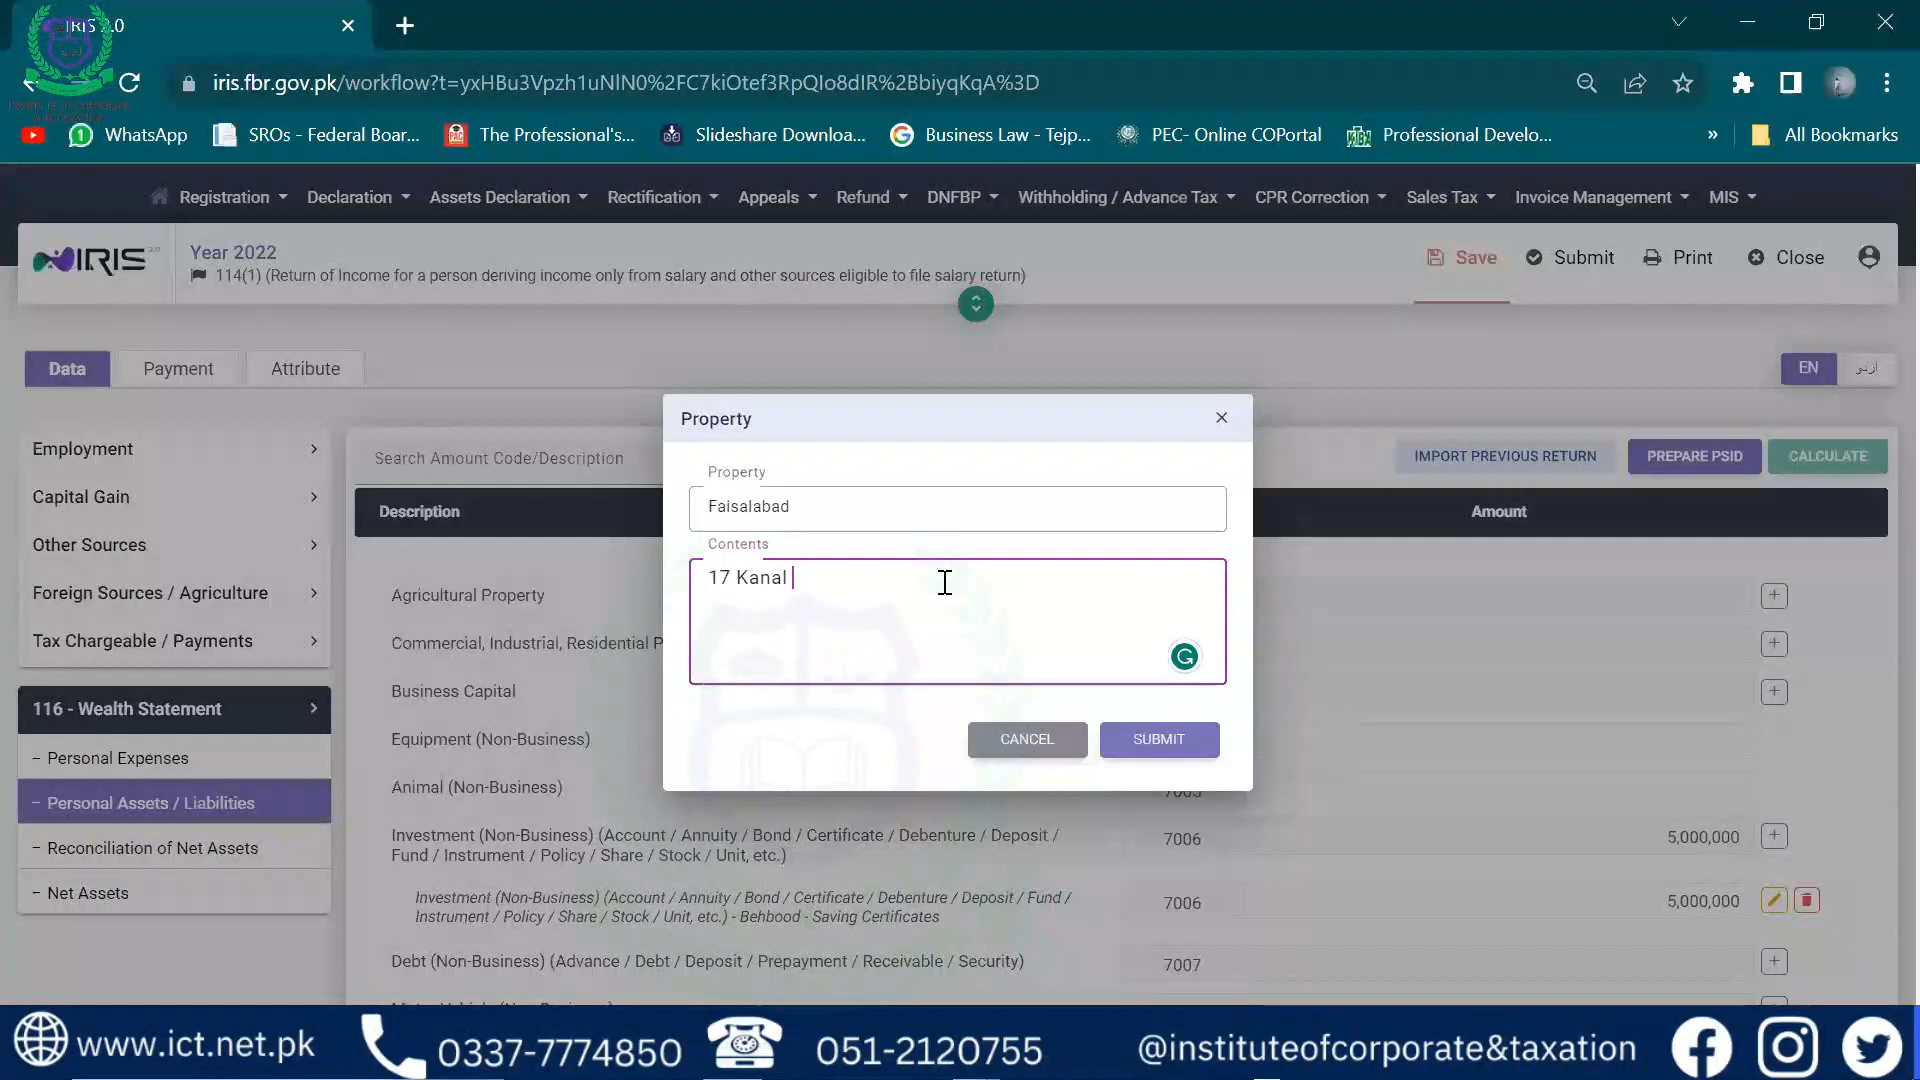 IRIS 2.0
iris.fbr.gov.pk/workflow?t=yxHBu3Vpzh1uNlN0%2FC7kiOtef3RpQIo8dIR%2BbiyqKqA%3D
WhatsApp
SROs - Federal Boar...
The Professional's...
Slideshare Downloa...
Business Law - Tejp...
PEC- Online COPortal
Professional Develo...
»
All Bookmarks
Registration
Declaration
Assets Declaration
Rectification
Appeals
Refund
DNFBP
Withholding / Advance Tax
CPR Correction
Sales Tax
Invoice Management
MIS
IRIS 2.0
Year 2022
114(1) (Return of Income for a person deriving income only from salary and other sources eligible to file salary return)
Save
Submit
Print
Close
Data
Payment
Attribute
EN
اردو
Employment
Capital Gain
Other Sources
Foreign Sources / Agriculture
Tax Chargeable / Payments
116 - Wealth Statement
– Personal Expenses
– Personal Assets / Liabilities
– Reconciliation of Net Assets
– Net Assets
Search Amount Code/Description
IMPORT PREVIOUS RETURN
PREPARE PSID
CALCULATE
Description
Amount
Property
Property
Faisalabad
Contents
17 Kanal
CANCEL
SUBMIT
Agricultural Property
Commercial, Industrial, Residential P
Business Capital
Equipment (Non-Business)
Animal (Non-Business)
7005
Investment (Non-Business) (Account / Annuity / Bond / Certificate / Debenture / Deposit /
Fund / Instrument / Policy / Share / Stock / Unit, etc.)
7006
5,000,000
Investment (Non-Business) (Account / Annuity / Bond / Certificate / Debenture / Deposit / Fund /
Instrument / Policy / Share / Stock / Unit, etc.) - Behbood - Saving Certificates
7006
5,000,000
Debt (Non-Business) (Advance / Debt / Deposit / Prepayment / Receivable / Security)
7007
www.ict.net.pk
0337-7774850
051-2120755
@instituteofcorporate&taxation